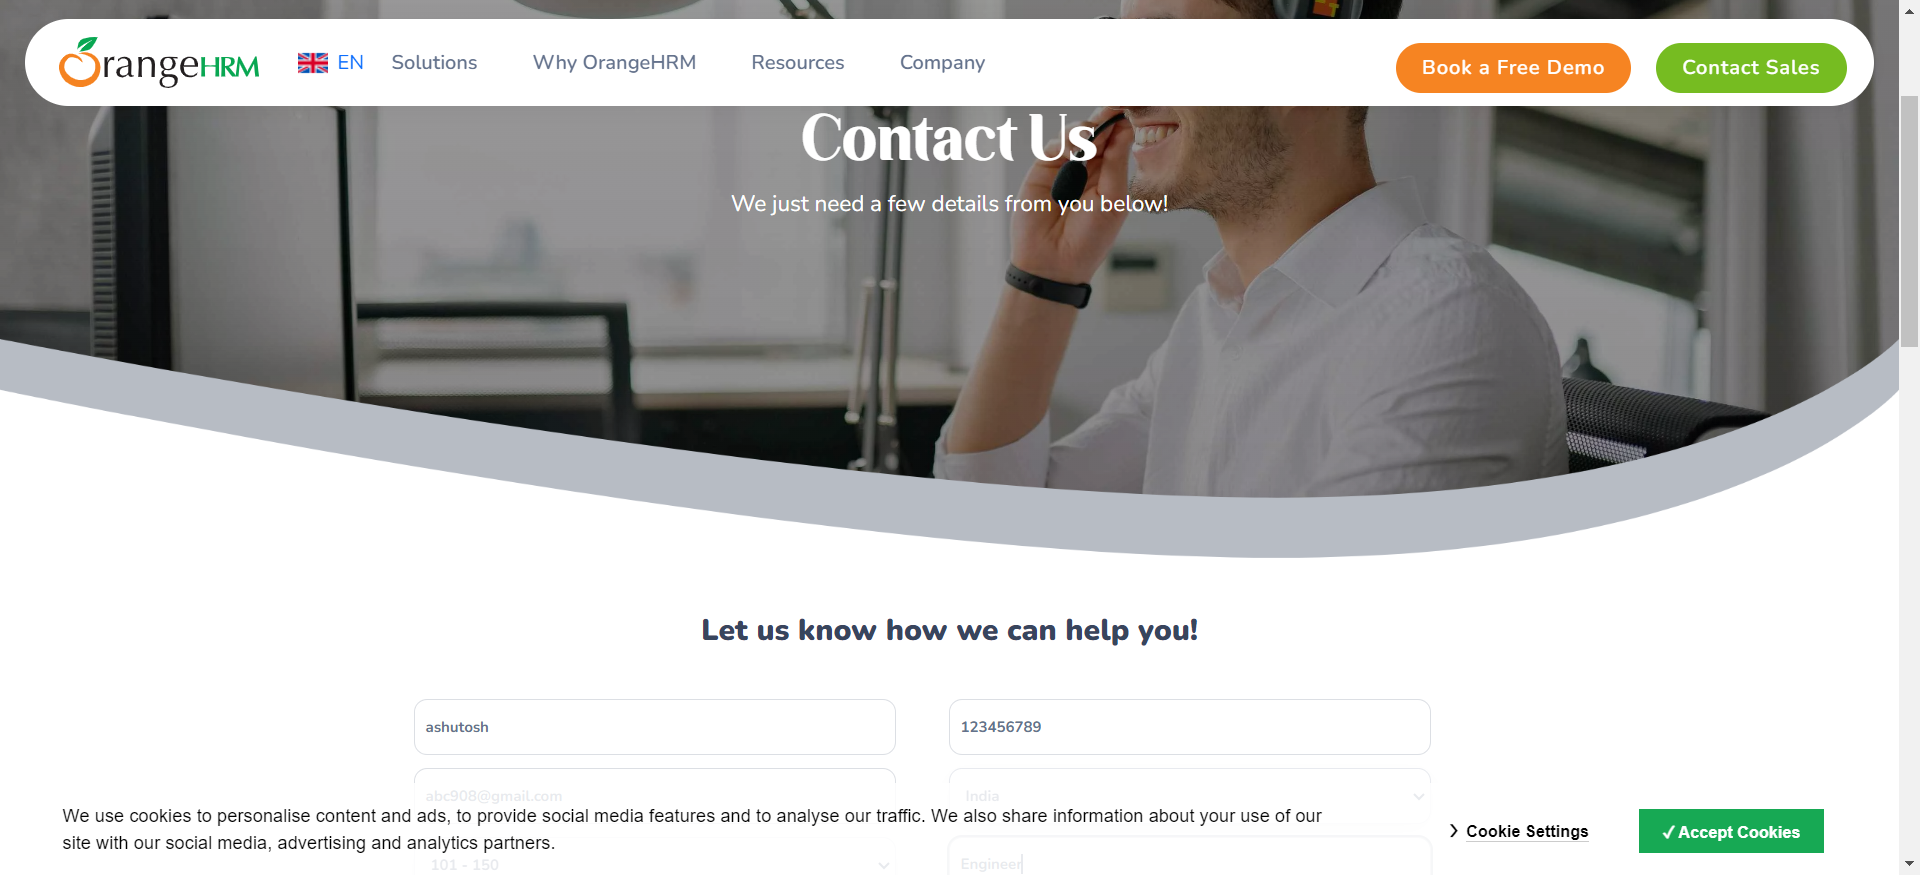 OrangeHRM
EN
Solutions
Why OrangeHRM
Resources
Company
Book a Free Demo
Contact Sales
Contact Us
We just need a few details from you below!
Let us know how we can help you!
ashutosh
123456789
abc908@gmail.com
India
We use cookies to personalise content and ads, to provide social media features and to analyse our traffic. We also share information about your use of our
site with our social media, advertising and analytics partners.
Cookie Settings
✓ Accept Cookies
101 - 150
Engineer